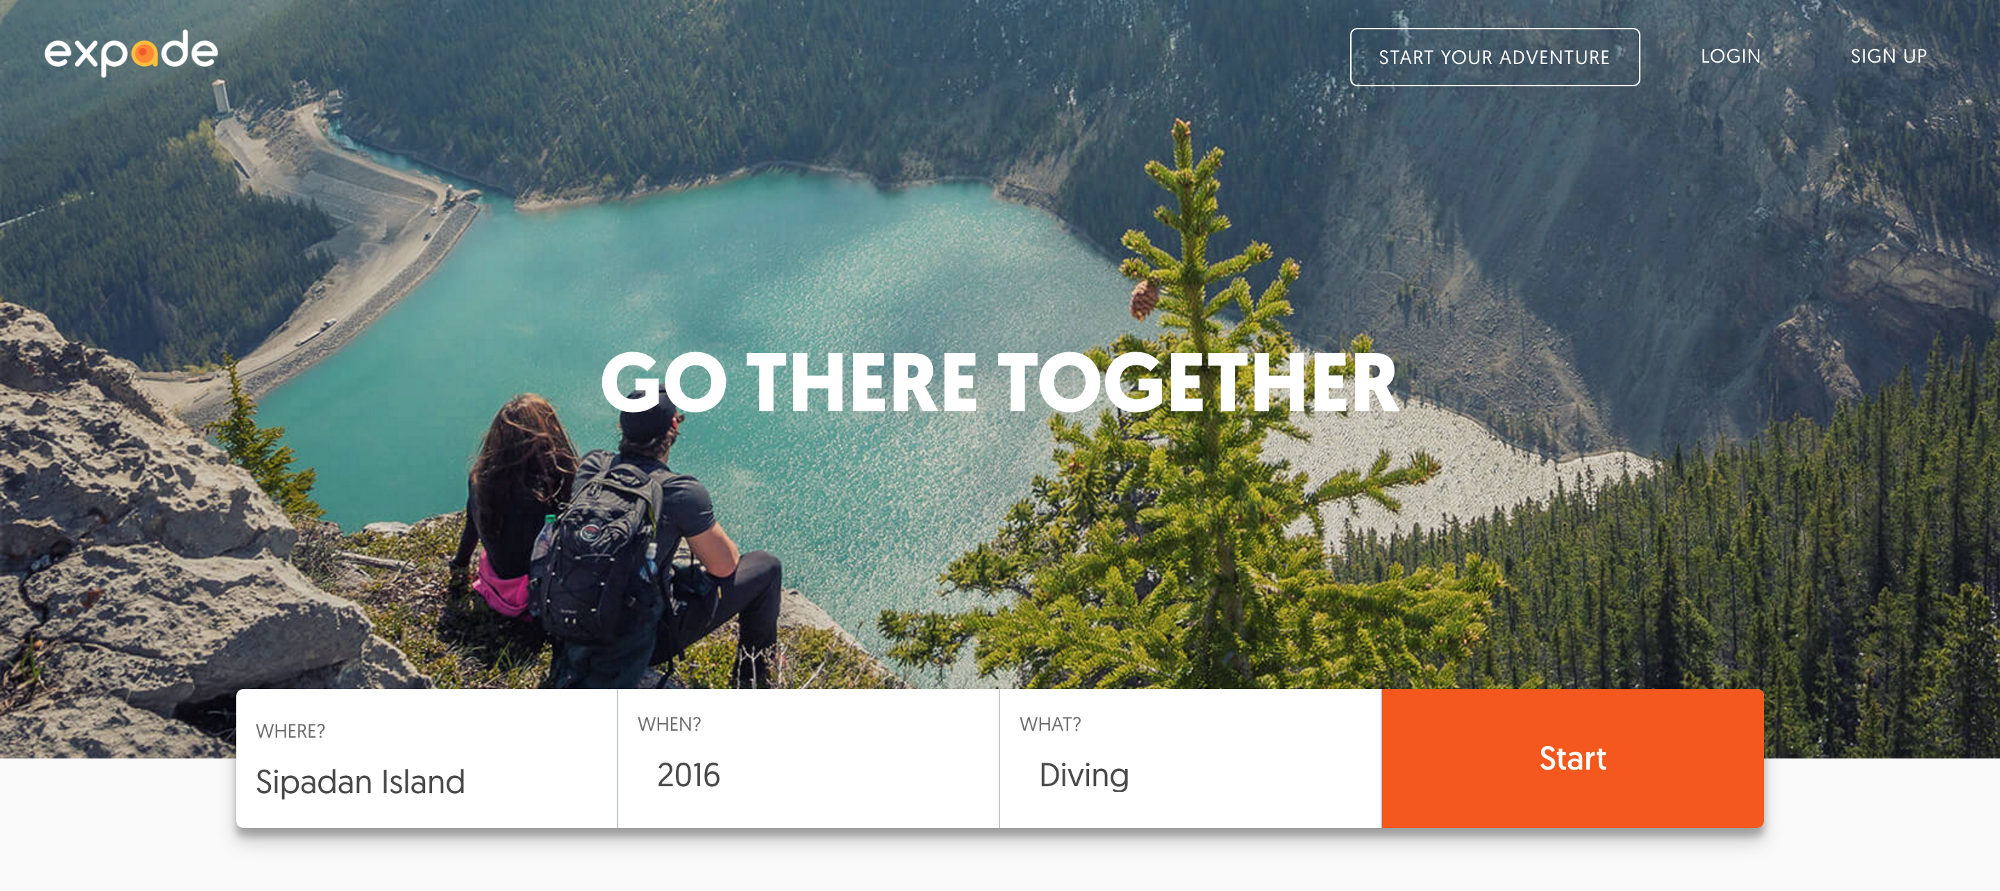 expade
START YOUR ADVENTURE
LOGIN
SIGN UP
GO THERE TOGETHER
WHERE?
Sipadan Island
WHEN?
2016
WHAT?
Diving
Start